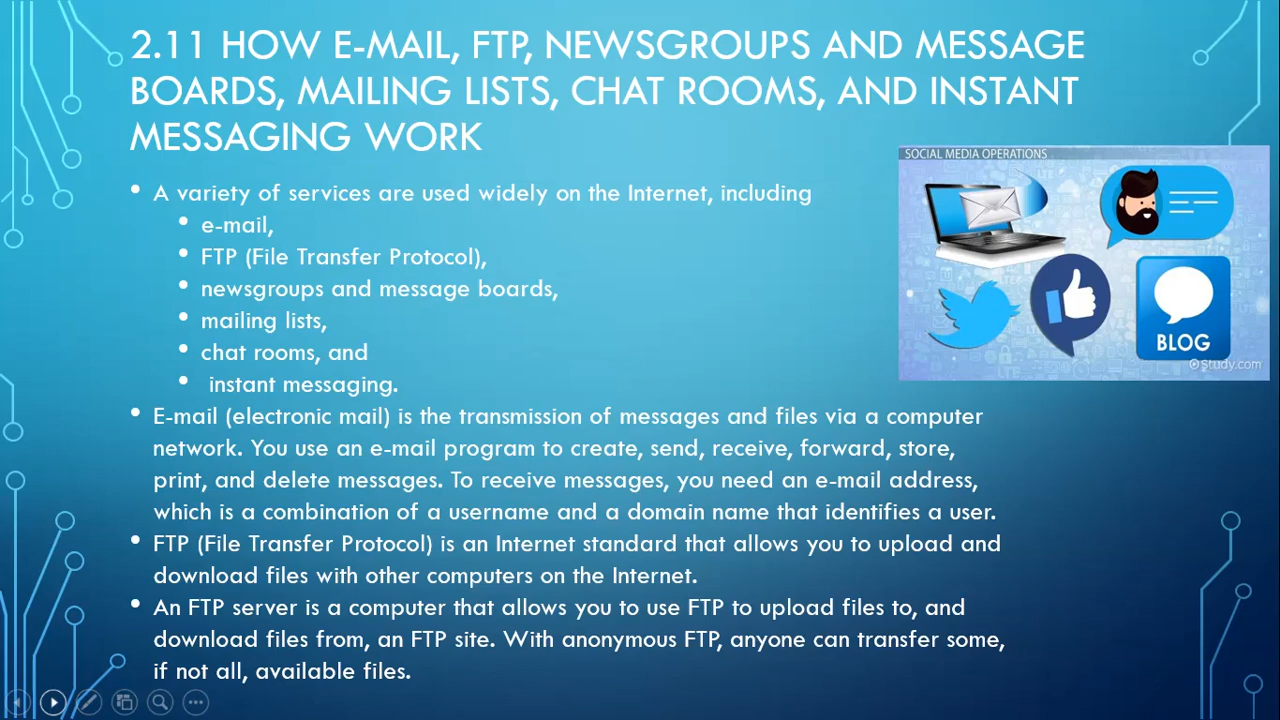 2.11 HOW E-MAIL, FTP, NEWSGROUPS AND MESSAGE
BOARDS, MAILING LISTS, CHAT ROOMS, AND INSTANT
MESSAGING WORK
• A variety of services are used widely on the Internet, including
• e-mail,
• FTP (File Transfer Protocol),
• newsgroups and message boards,
• mailing lists,
• chat rooms, and
• instant messaging.
• E-mail (electronic mail) is the transmission of messages and files via a computer
network. You use an e-mail program to create, send, receive, forward, store,
print, and delete messages. To receive messages, you need an e-mail address,
which is a combination of a username and a domain name that identifies a user.
• FTP (File Transfer Protocol) is an Internet standard that allows you to upload and
download files with other computers on the Internet.
• An FTP server is a computer that allows you to use FTP to upload files to, and
download files from, an FTP site. With anonymous FTP, anyone can transfer some,
if not all, available files.
SOCIAL MEDIA OPERATIONS
BLOG
Study.com